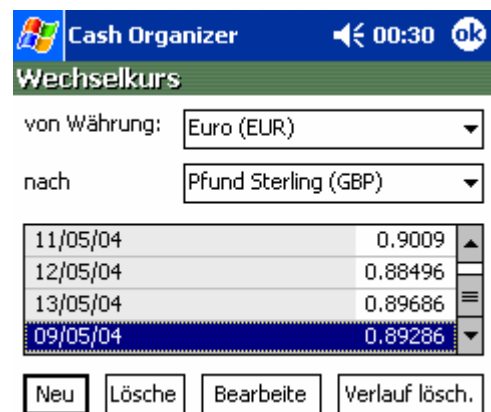 Cash Organizer 00:30 ok
Wechselkurs
von Währung: Euro (EUR)
nach Pfund Sterling (GBP)
11/05/04 0.9009
12/05/04 0.88496
13/05/04 0.89686
09/05/04 0.89286
Neu Lösche Bearbeite Verlauf lösch.